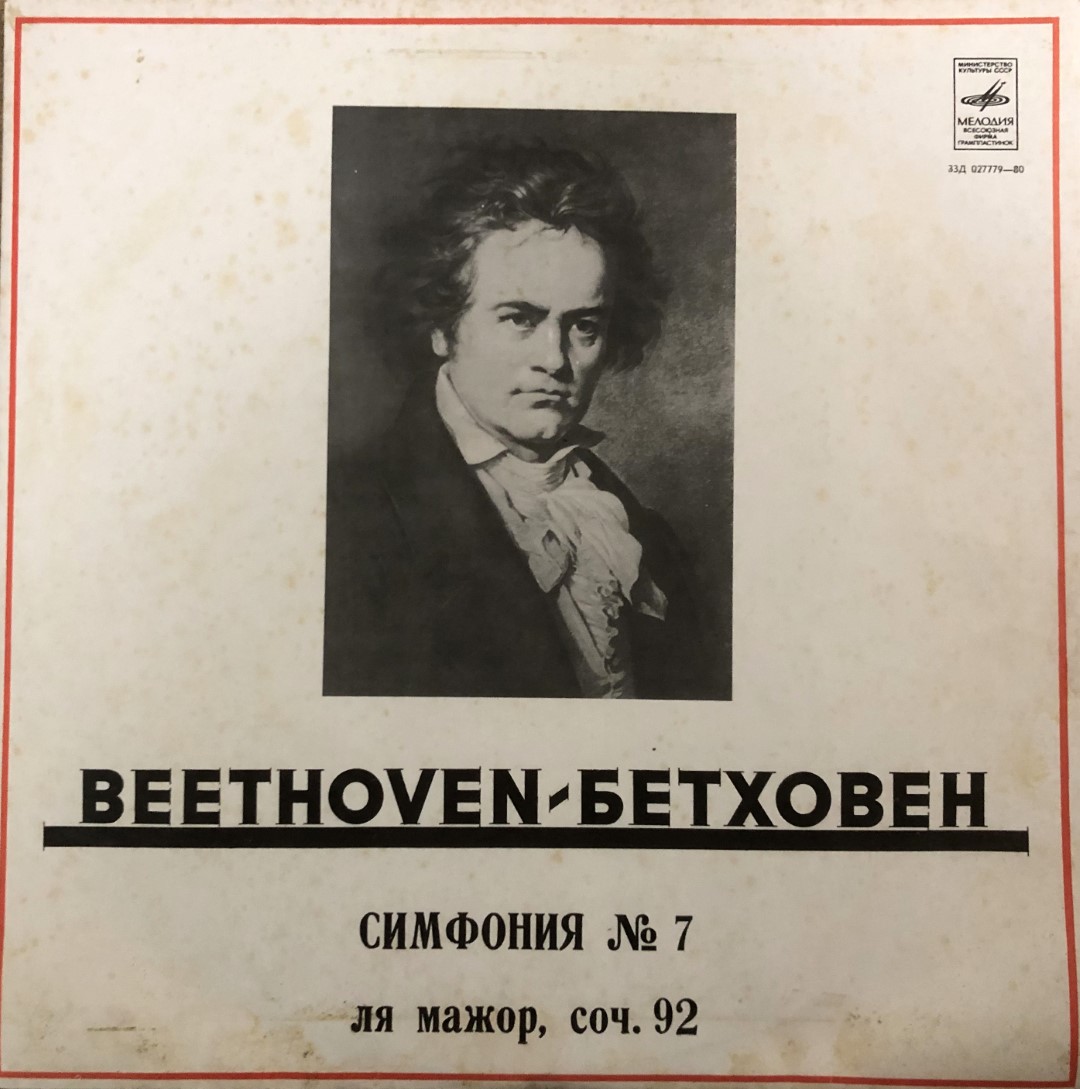 МИНИСТЕРСТВО
КУЛЬТУРЫ СССР
МЕЛОДИЯ
ВСЕСОЮЗНАЯ
ФИРМА
ГРАМПЛАСТИНОК
33Д 027779—80
BEETHOVEN-БЕТХОВЕН
СИМФОНИЯ № 7
ля мажор, соч. 92